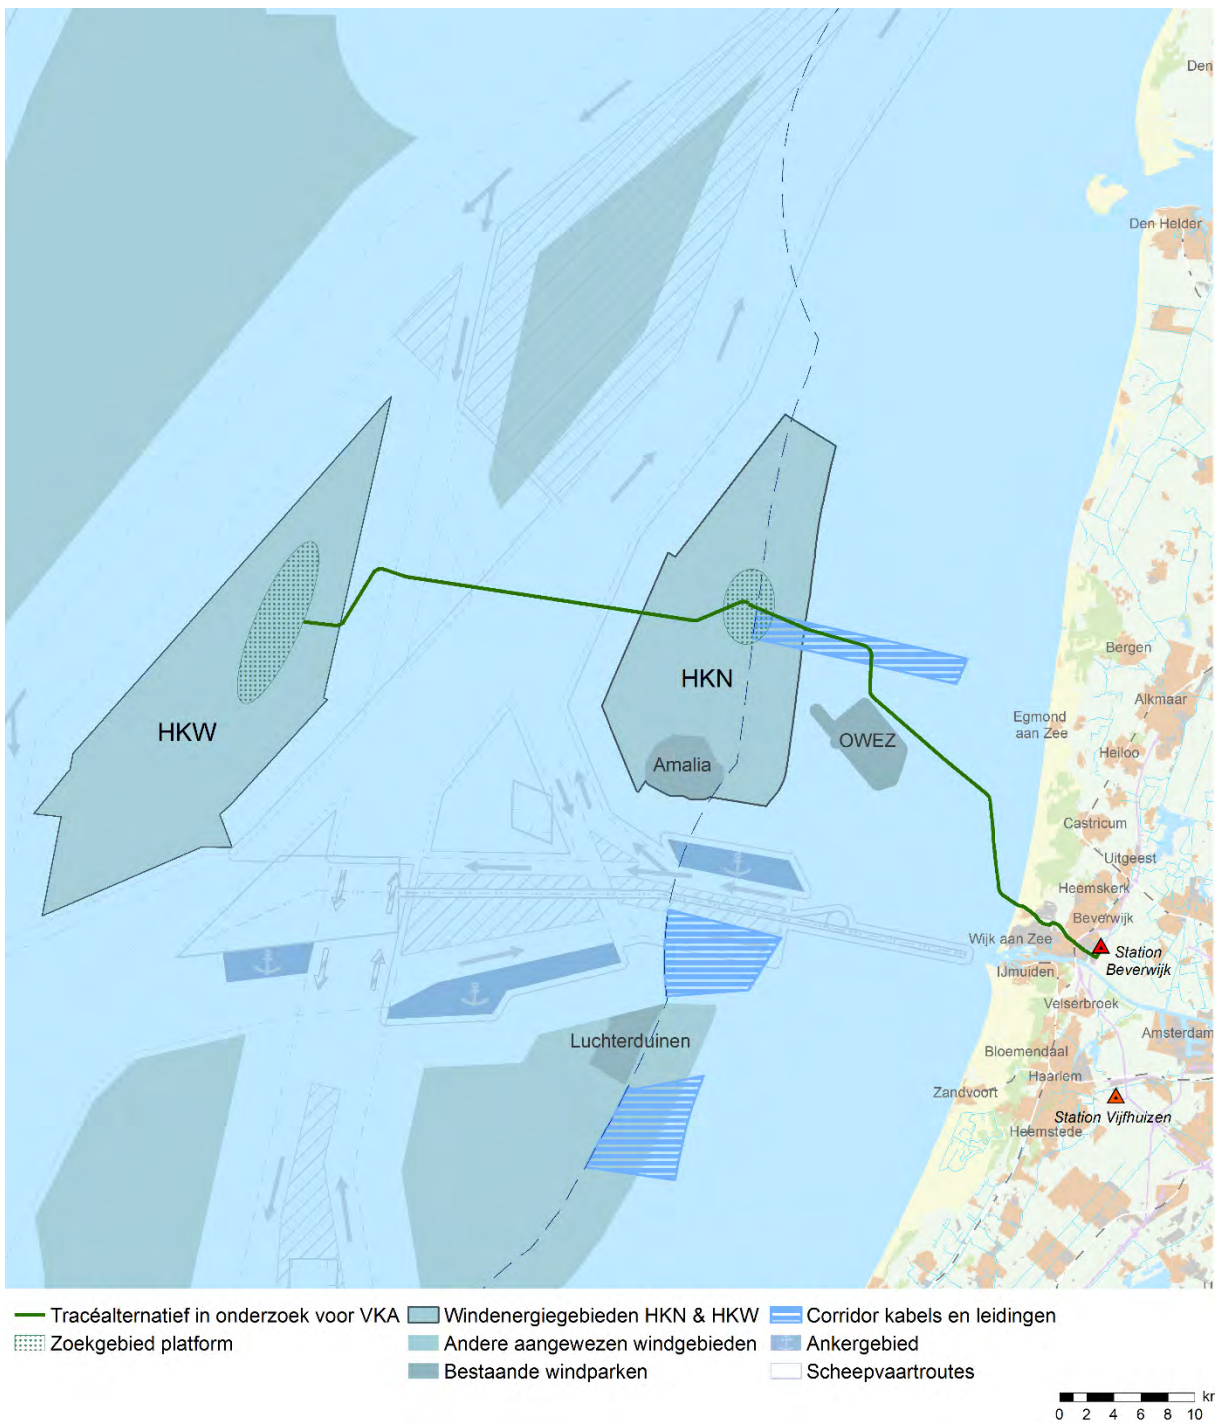 Den
Den Helder
Bergen
HKN
Alkmaar
Egmond
aan Zee
HKW
OWEZ
Heiloo
Amalia
Castricum
Uitgeest
Heemskerk
Beverwijk
Wijk aan Zee
Station
Beverwijk
IJmuiden
Velserbroek
Luchterduinen
Amsterdam
Bloemendaal
Haarlem
Zandvoort
Station Vijfhuizen
Heemstede
Tracéalternatief in onderzoek voor VKA
Windenergiegebieden HKN & HKW
Corridor kabels en leidingen
Zoekgebied platform
Andere aangewezen windgebieden
Ankergebied
Bestaande windparken
Scheepvaartroutes
0 2 4 6 8 10